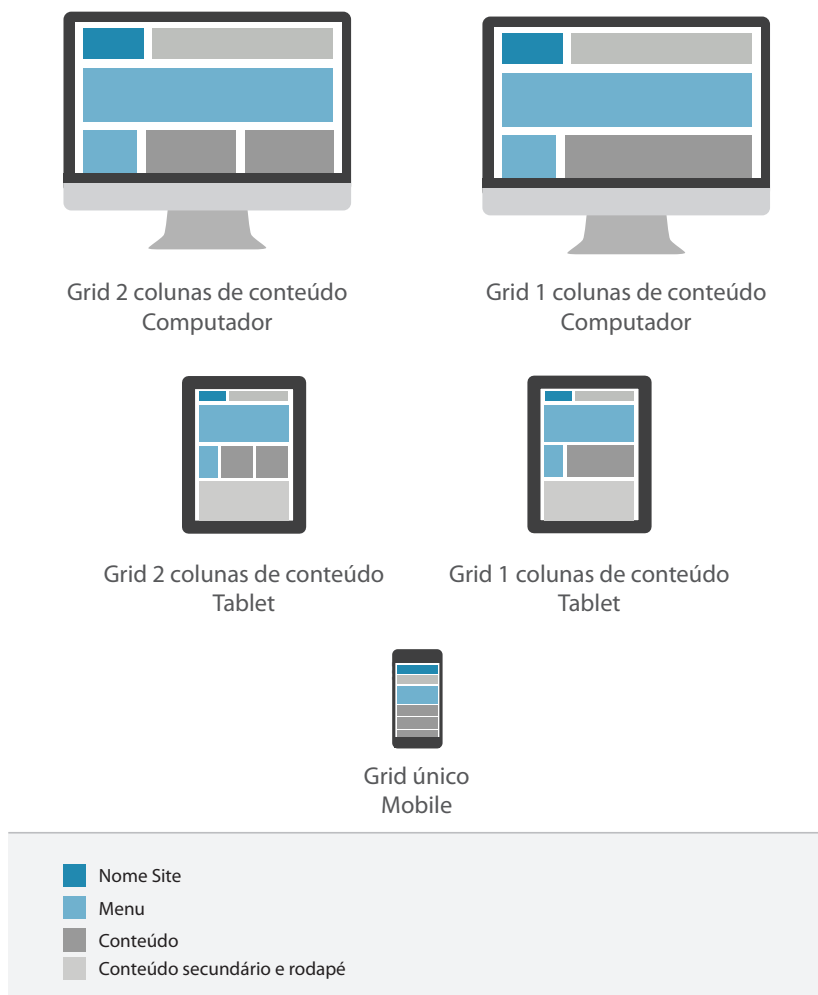 Grid 2 colunas de conteúdo
Computador
Grid 1 colunas de conteúdo
Computador
Grid 2 colunas de conteúdo
Tablet
Grid 1 colunas de conteúdo
Tablet
Grid único
Mobile
Nome Site
Menu
Conteúdo
Conteúdo secundário e rodapé